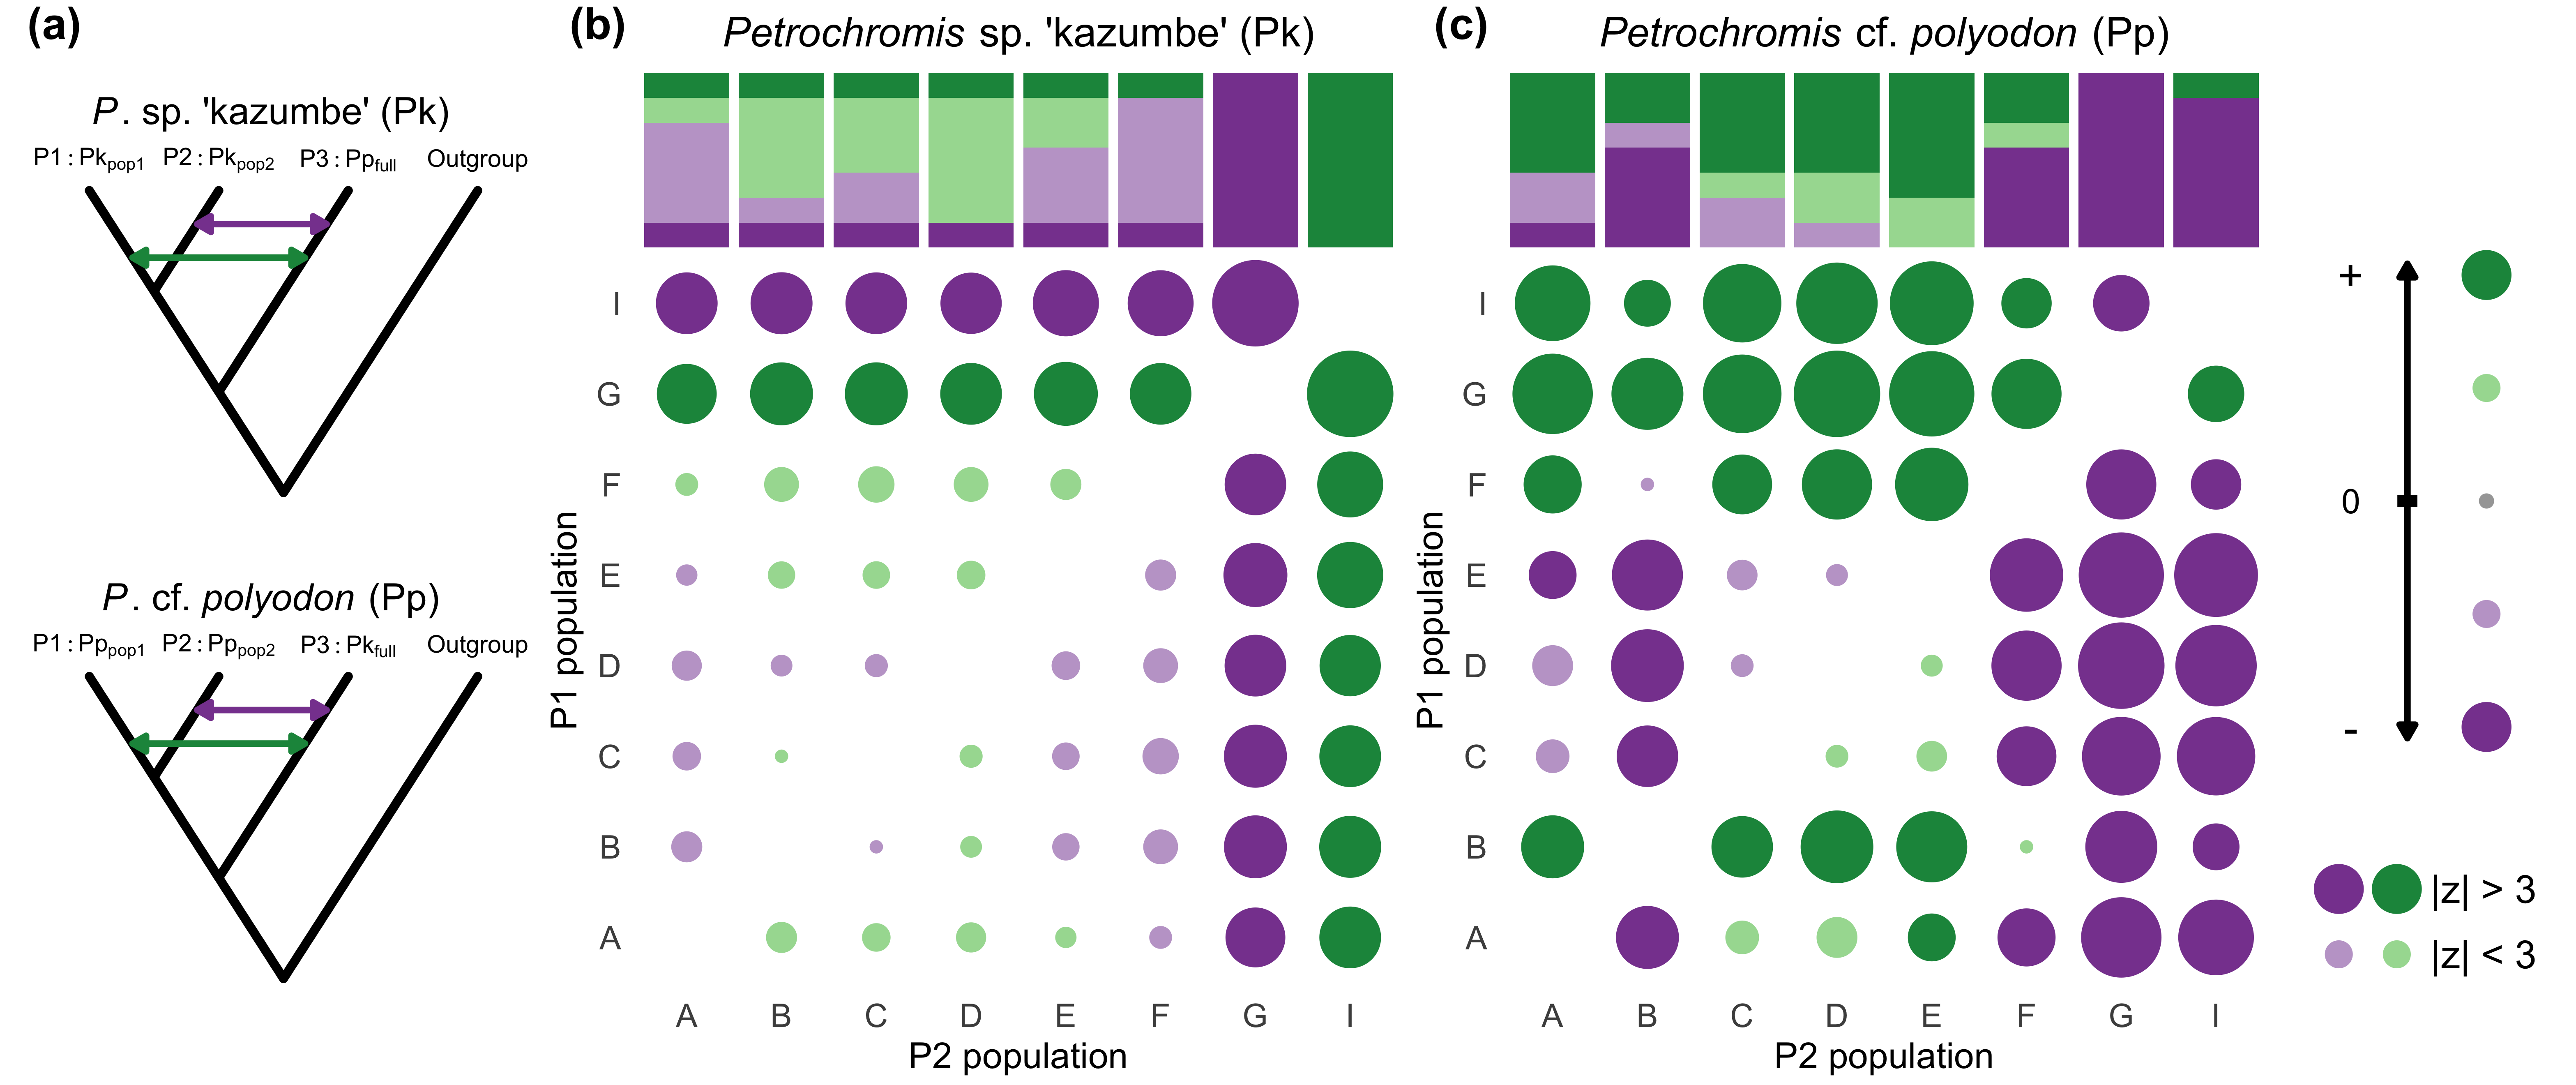 (a)
P. sp. 'kazumbe' (Pk)
P1 : Pkpop1 P2 : Pkpop2 P3 : Ppfull Outgroup
P. cf. polyodon (Pp)
P1 : Pppop1 P2 : Pppop2 P3 : Pkfull Outgroup
(b)
Petrochromis sp. 'kazumbe' (Pk)
P1 population
I
G
F
E
D
C
B
A
A B C D E F G I
P2 population
(c)
Petrochromis cf. polyodon (Pp)
P1 population
I
G
F
E
D
C
B
A
A B C D E F G I
P2 population
+
0
-
|z| > 3
|z| < 3